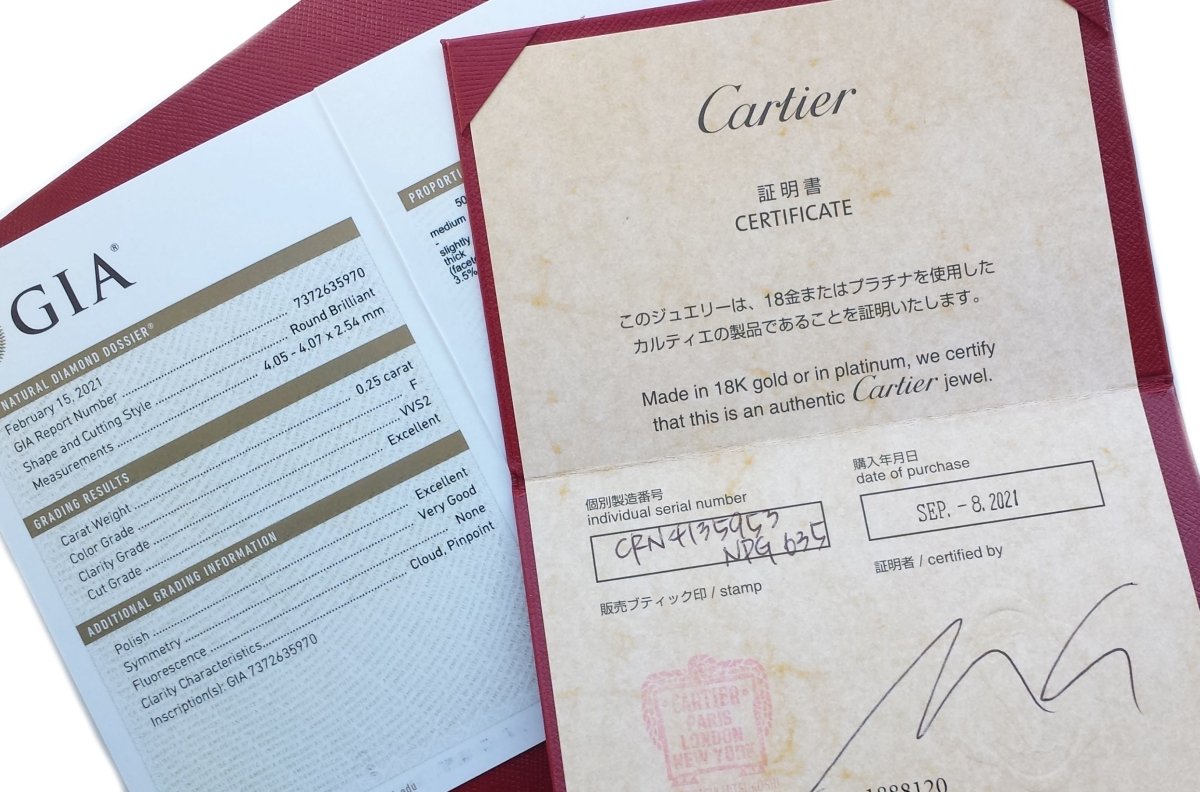 GIA®
NATURAL DIAMOND DOSSIER®
February 15, 2021
GIA Report Number 7372635970
Shape and Cutting Style Round Brilliant
Measurements 4.05 - 4.07 x 2.54 mm
GRADING RESULTS
Carat Weight 0.25 carat
Color Grade F
Clarity Grade VVS2
Cut Grade Excellent
ADDITIONAL GRADING INFORMATION
Polish Excellent
Symmetry Very Good
Fluorescence None
Clarity Characteristics Cloud, Pinpoint
Inscription(s): GIA 7372635970
PROPORTI
50
medium
-
slightly
thick
(facet
3.5%
Cartier
証明書
CERTIFICATE
このジュエリーは、18金またはプラチナを使用した
カルティエの製品であることを証明いたします。
Made in 18K gold or in platinum, we certify
that this is an authentic Cartier jewel.
個別製造番号
individual serial number
CRN4135953
NDG 635
購入年月日
date of purchase
SEP. - 8. 2021
販売ブティック印 / stamp
証明者 / certified by
CARTIER
PARIS
LONDON
NEW YORK
1888120